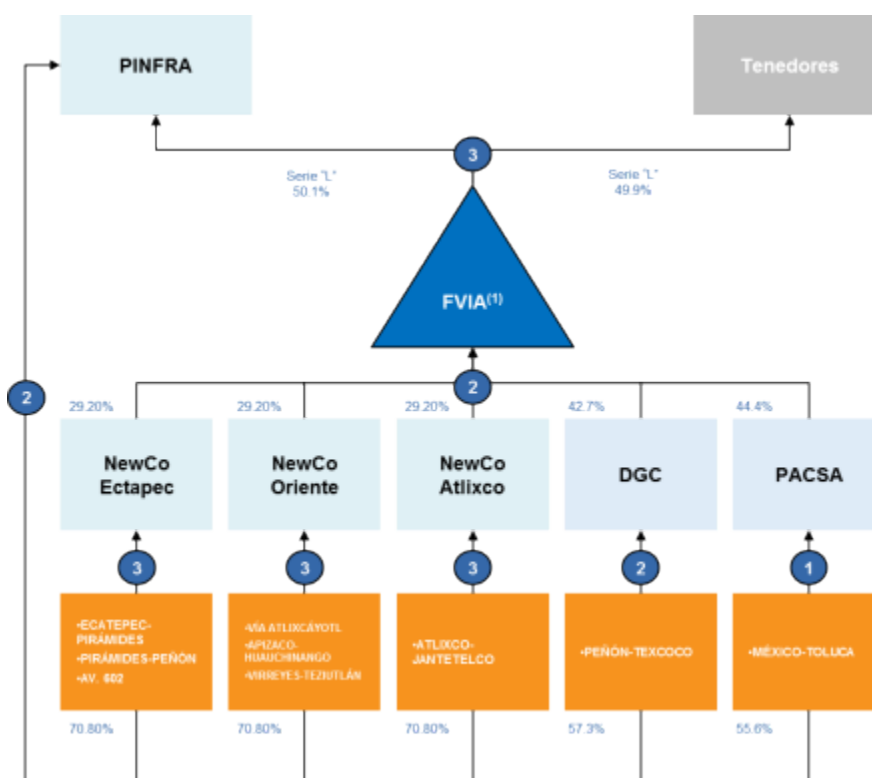 PINFRA
Tenedores
3
Serie "L"
50.1%
Serie "L"
49.9%
FVIA(1)
2
2
29.20%
29.20%
29.20%
42.7%
44.4%
NewCo
Ectapec
NewCo
Oriente
NewCo
Atlixco
DGC
PACSA
3
3
3
2
1
•ECATEPEC-
PIRÁMIDES
•PIRÁMIDES-PEÑÓN
•AV. 602
•VÍA ATLIXCÁYOTL
•APIZACO-
HUAUCHINANGO
•VIRREYES-TEZIUTLÁN
•ATLIXCO-
JANTETELCO
•PEÑÓN-TEXCOCO
•MÉXICO-TOLUCA
70.80%
70.80%
70.80%
57.3%
55.6%